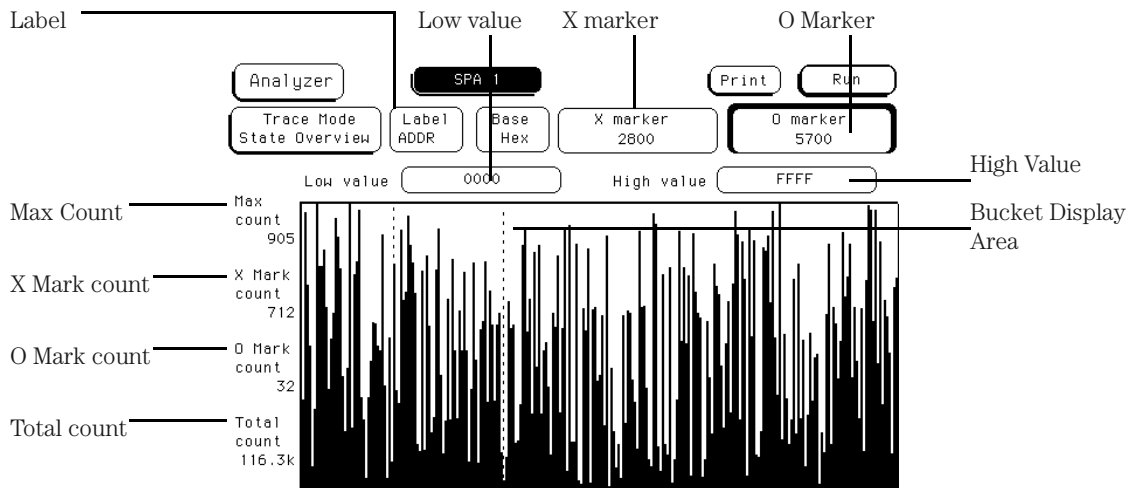 Label
Low value
X marker
O Marker
Analyzer
SPA 1
Print
Run
Trace Mode
State Overview
Label
ADDR
Base
Hex
X marker
2800
O marker
5700
Low value
0000
High value
FFFF
High Value
Max Count
Max
count
905
Bucket Display
Area
X Mark count
X Mark
count
712
O Mark count
O Mark
count
32
Total count
Total
count
116.3k